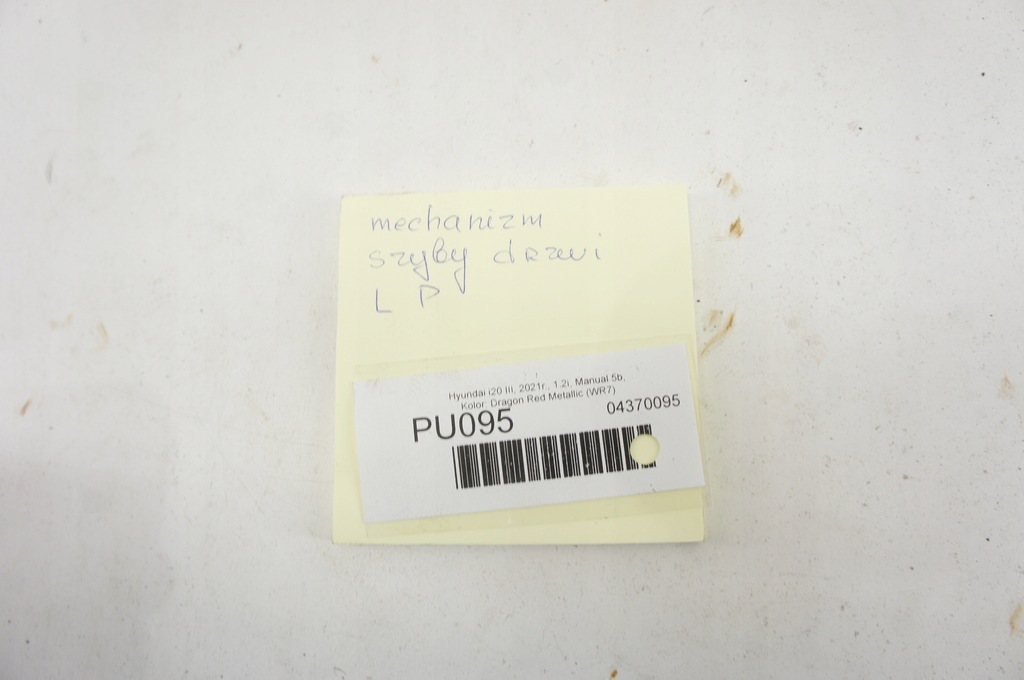 mechanizm
szyby drzwi
L P
Hyundai i20 III, 2021r., 1.2i, Manual 5b,
Kolor: Dragon Red Metallic (WR7)
PU095 04370095